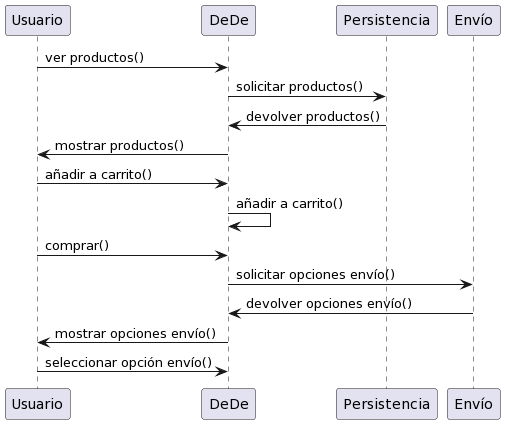 Usuario DeDe Persistencia Envío
ver productos()
solicitar productos()
devolver productos()
mostrar productos()
añadir a carrito()
añadir a carrito()
comprar()
solicitar opciones envío()
devolver opciones envío()
mostrar opciones envío()
seleccionar opción envío()
Usuario DeDe Persistencia Envío